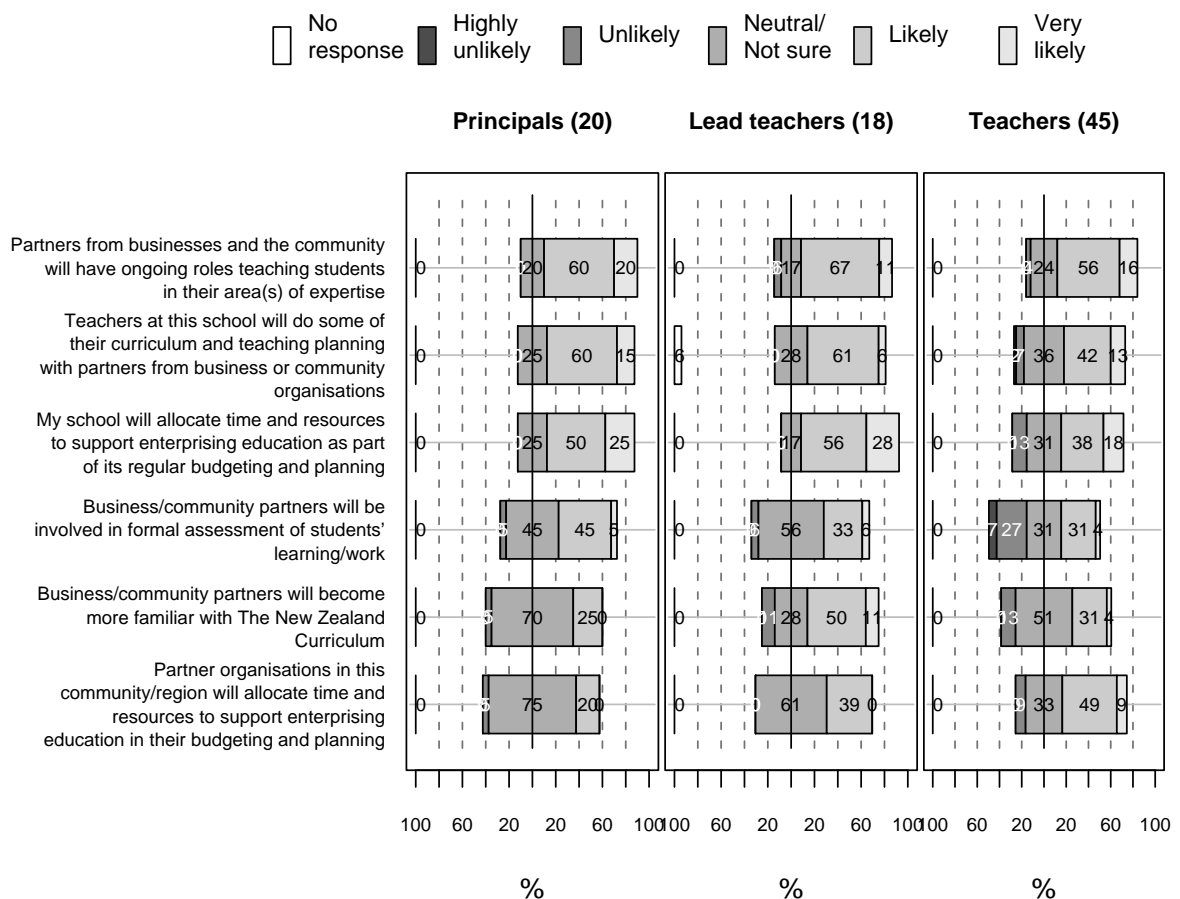 No response
Highly unlikely
Unlikely
Neutral/ Not sure
Likely
Very likely
Principals (20)
Lead teachers (18)
Teachers (45)
Partners from businesses and the community
will have ongoing roles teaching students
in their area(s) of expertise
0 20 60 20
0 17 67 11
0 24 56 16
Teachers at this school will do some of
their curriculum and teaching planning
with partners from business or community
organisations
0 25 60 15
6 28 61 6
0 7 36 42 13
My school will allocate time and resources
to support enterprising education as part
of its regular budgeting and planning
0 25 50 25
0 17 56 28
0 13 31 38 18
Business/community partners will be
involved in formal assessment of students’
learning/work
0 5 45 45 5
0 6 56 33 6
0 7 27 31 31 4
Business/community partners will become
more familiar with The New Zealand
Curriculum
0 5 70 25 0
0 28 50 11
0 13 51 31 4
Partner organisations in this
community/region will allocate time and
resources to support enterprising
education in their budgeting and planning
0 5 75 20 0
0 0 61 39 0
0 9 33 49 9
100 60 20 20 60 100
100 60 20 20 60 100
100 60 20 20 60 100
%
%
%